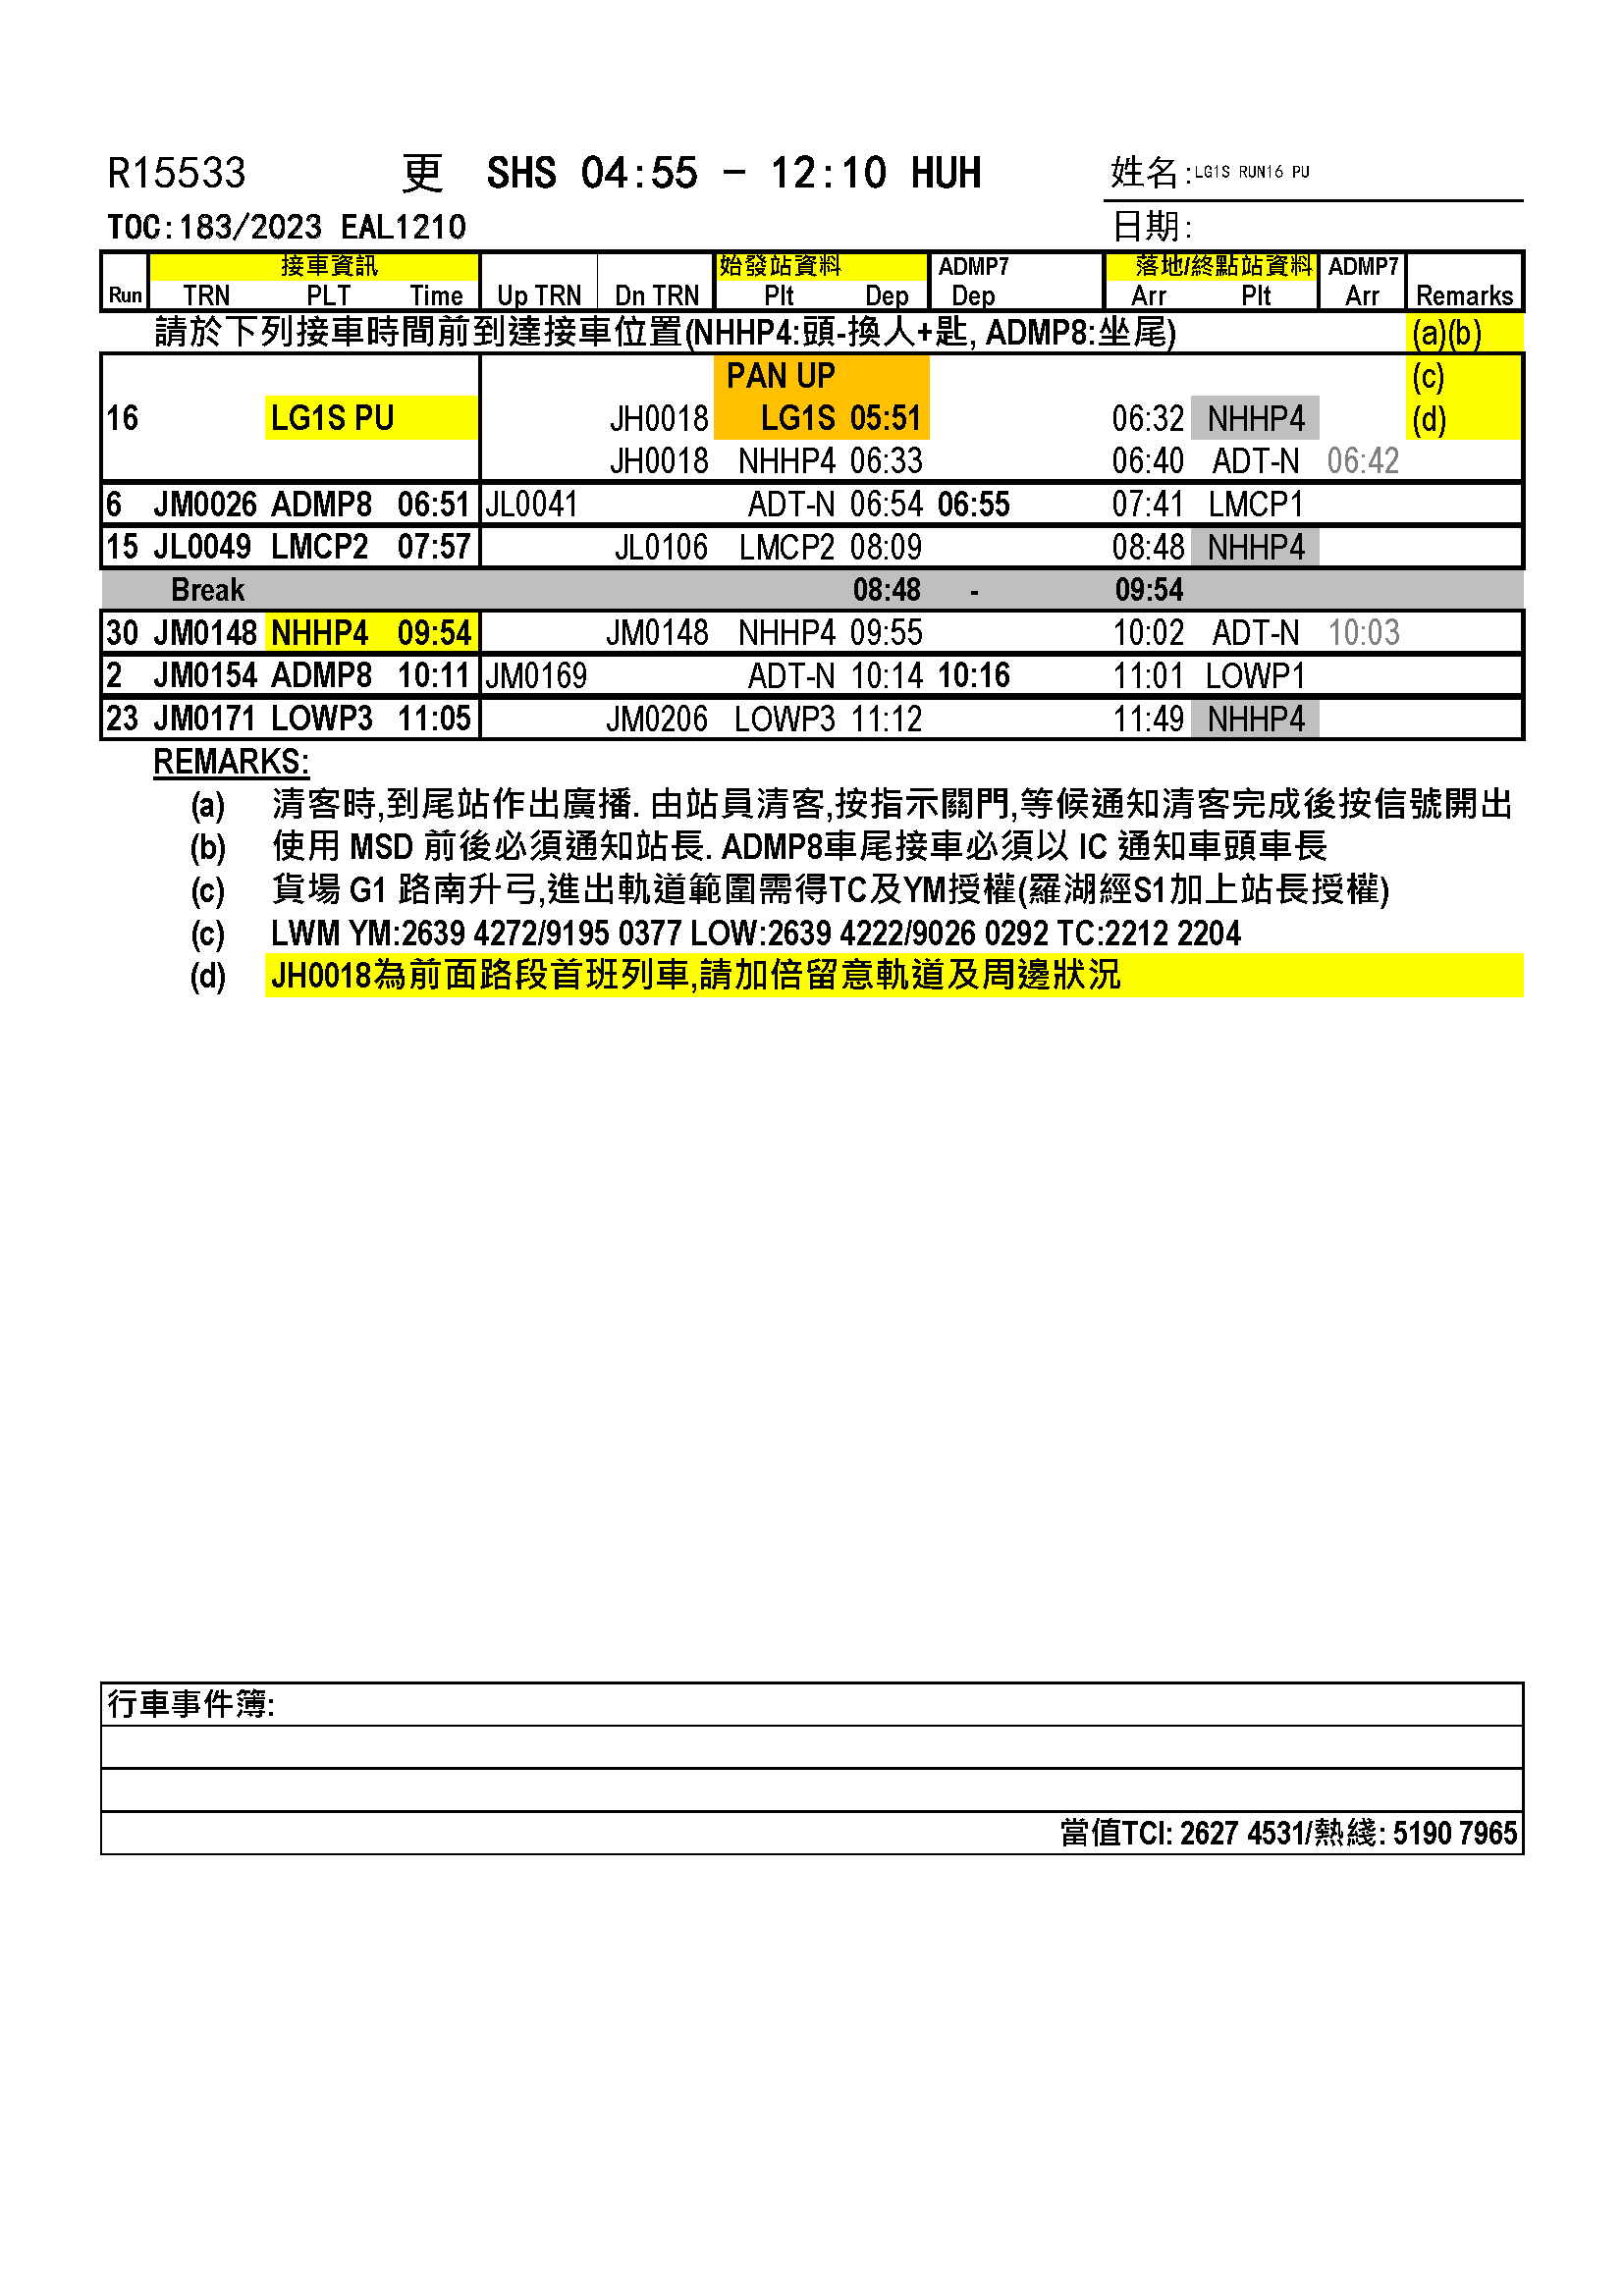 R15533 更 SHS 04:55 - 12:10 HUH 姓名:LG1S RUN16 PU
TOC:183/2023 EAL1210 日期:
接車資訊 始發站資料 ADMP7 落地/終點站資料 ADMP7
Run TRN PLT Time Up TRN Dn TRN Plt Dep Dep Arr Plt Arr Remarks
請於下列接車時間前到達接車位置(NHHP4:頭-換人+匙, ADMP8:坐尾) (a)(b)
PAN UP (c)
16 LG1S PU JH0018 LG1S 05:51 06:32 NHHP4 (d)
JH0018 NHHP4 06:33 06:40 ADT-N 06:42
6 JM0026 ADMP8 06:51 JL0041 ADT-N 06:54 06:55 07:41 LMCP1
15 JL0049 LMCP2 07:57 JL0106 LMCP2 08:09 08:48 NHHP4
Break 08:48 - 09:54
30 JM0148 NHHP4 09:54 JM0148 NHHP4 09:55 10:02 ADT-N 10:03
2 JM0154 ADMP8 10:11 JM0169 ADT-N 10:14 10:16 11:01 LOWP1
23 JM0171 LOWP3 11:05 JM0206 LOWP3 11:12 11:49 NHHP4
REMARKS:
(a) 清客時,到尾站作出廣播. 由站員清客,按指示關門,等候通知清客完成後按信號開出
(b) 使用 MSD 前後必須通知站長. ADMP8車尾接車必須以 IC 通知車頭車長
(c) 貨場 G1 路南升弓,進出軌道範圍需得TC及YM授權(羅湖經S1加上站長授權)
(c) LWM YM:2639 4272/9195 0377 LOW:2639 4222/9026 0292 TC:2212 2204
(d) JH0018為前面路段首班列車,請加倍留意軌道及周邊狀況
行車事件簿:
當值TCI: 2627 4531/熱綫: 5190 7965